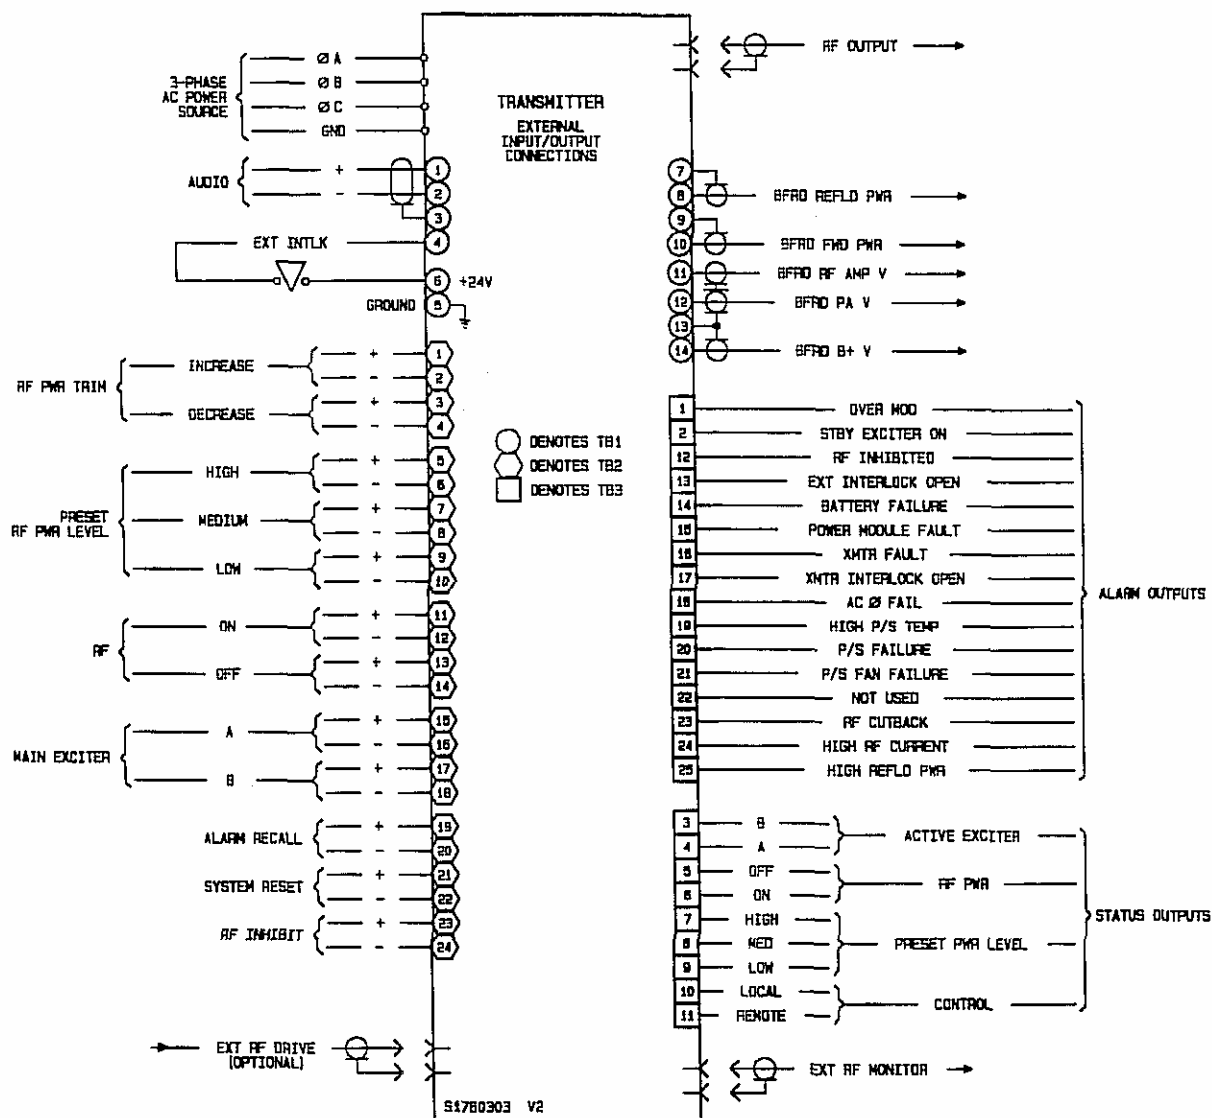 TRANSMITTER
EXTERNAL
INPUT/OUTPUT
CONNECTIONS
3-PHASE
AC POWER
SOURCE
Ø A
Ø B
Ø C
GND
AUDIO
+ 1
- 2
3
EXT INTLK 4
6 +24V
GROUND 5
RF PWR TRIM
INCREASE
+ 1
- 2
DECREASE
+ 3
- 4
PRESET
RF PWR LEVEL
HIGH
+ 5
- 6
MEDIUM
+ 7
- 8
LOW
+ 9
- 10
RF
ON
+ 11
- 12
OFF
+ 13
- 14
MAIN EXCITER
A
+ 15
- 16
B
+ 17
- 18
ALARM RECALL
+ 19
- 20
SYSTEM RESET
+ 21
- 22
RF INHIBIT
+ 23
- 24
EXT RF DRIVE
(OPTIONAL)
DENOTES TB1
DENOTES TB2
DENOTES TB3
RF OUTPUT
7
8 BFRD REFLD PWR
9
10 BFRD FWD PWR
11 BFRD RF AMP V
12 BFRD PA V
13
14 BFRD B+ V
1 OVER MOD
2 STBY EXCITER ON
12 RF INHIBITED
13 EXT INTERLOCK OPEN
14 BATTERY FAILURE
15 POWER MODULE FAULT
16 XMTR FAULT
17 XMTR INTERLOCK OPEN
18 AC Ø FAIL
19 HIGH P/S TEMP
20 P/S FAILURE
21 P/S FAN FAILURE
22 NOT USED
23 RF CUTBACK
24 HIGH RF CURRENT
25 HIGH REFLD PWR
ALARM OUTPUTS
3 B
4 A
ACTIVE EXCITER
5 OFF
6 ON
RF PWR
7 HIGH
8 MED
9 LOW
PRESET PWR LEVEL
10 LOCAL
11 REMOTE
CONTROL
STATUS OUTPUTS
EXT RF MONITOR
S1780303 V2